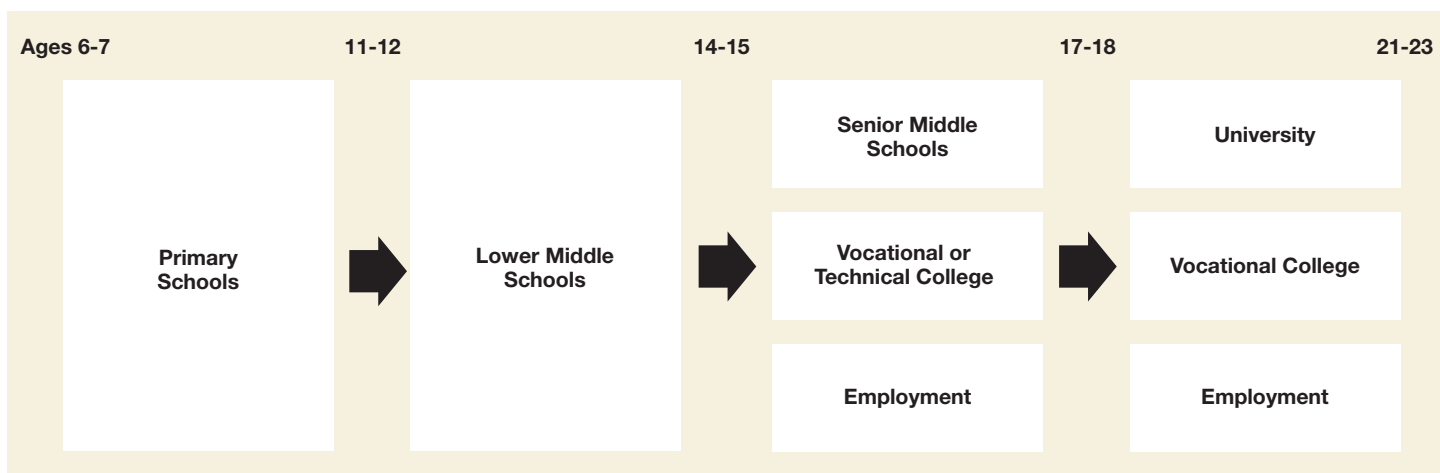 Ages 6-7
11-12
14-15
17-18
21-23
Primary
Schools
Lower Middle
Schools
Senior Middle
Schools
Vocational or
Technical College
Employment
University
Vocational College
Employment